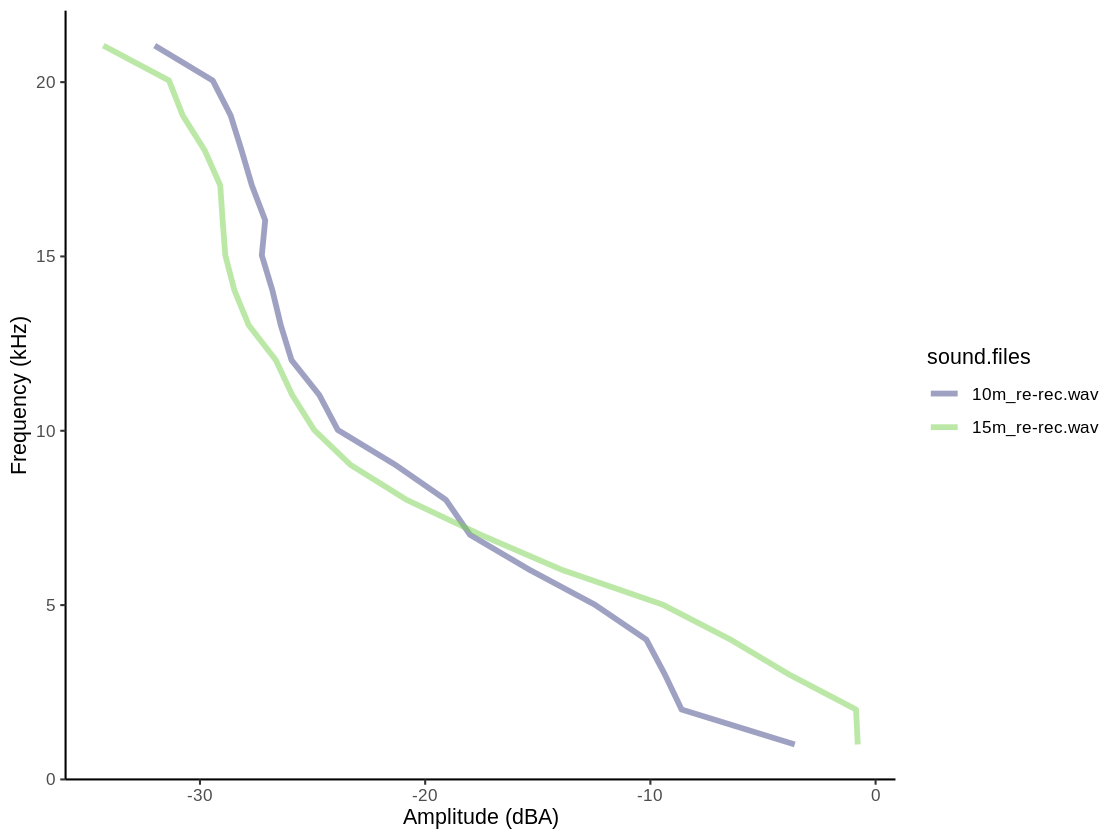 20
15
10
5
0
-30 -20 -10 0
Frequency (kHz)
Amplitude (dBA)
sound.files
10m_re-rec.wav
15m_re-rec.wav